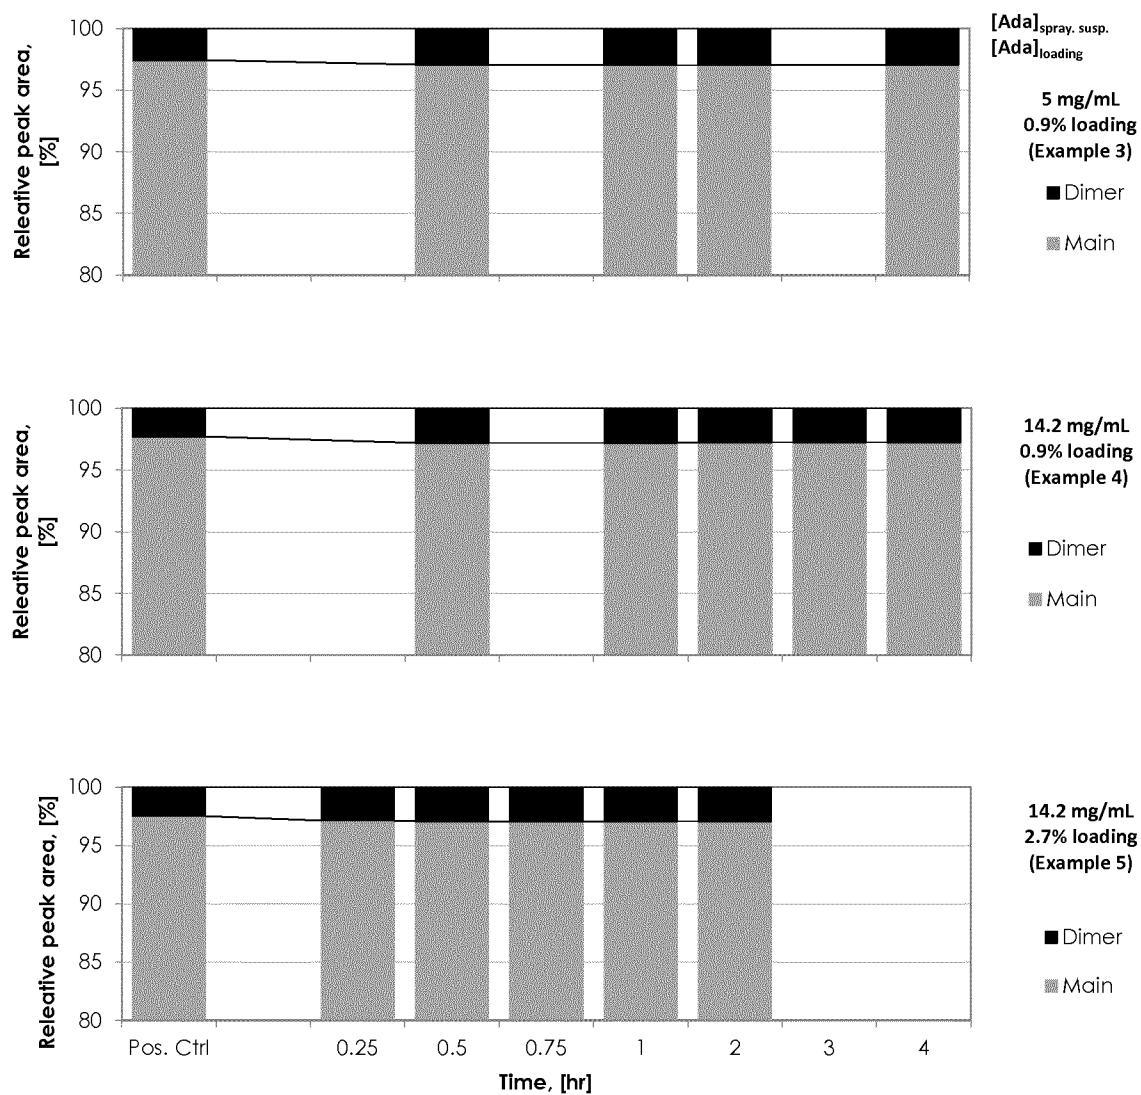 Releative peak area,
[%]
100
95
90
85
80
[Ada]spray. susp.
[Ada]loading
5 mg/mL
0.9% loading
(Example 3)
Dimer
Main
Releative peak area,
[%]
100
95
90
85
80
14.2 mg/mL
0.9% loading
(Example 4)
Dimer
Main
Releative peak area, [%]
100
95
90
85
80
14.2 mg/mL
2.7% loading
(Example 5)
Dimer
Main
Pos. Ctrl 0.25 0.5 0.75 1 2 3 4
Time, [hr]